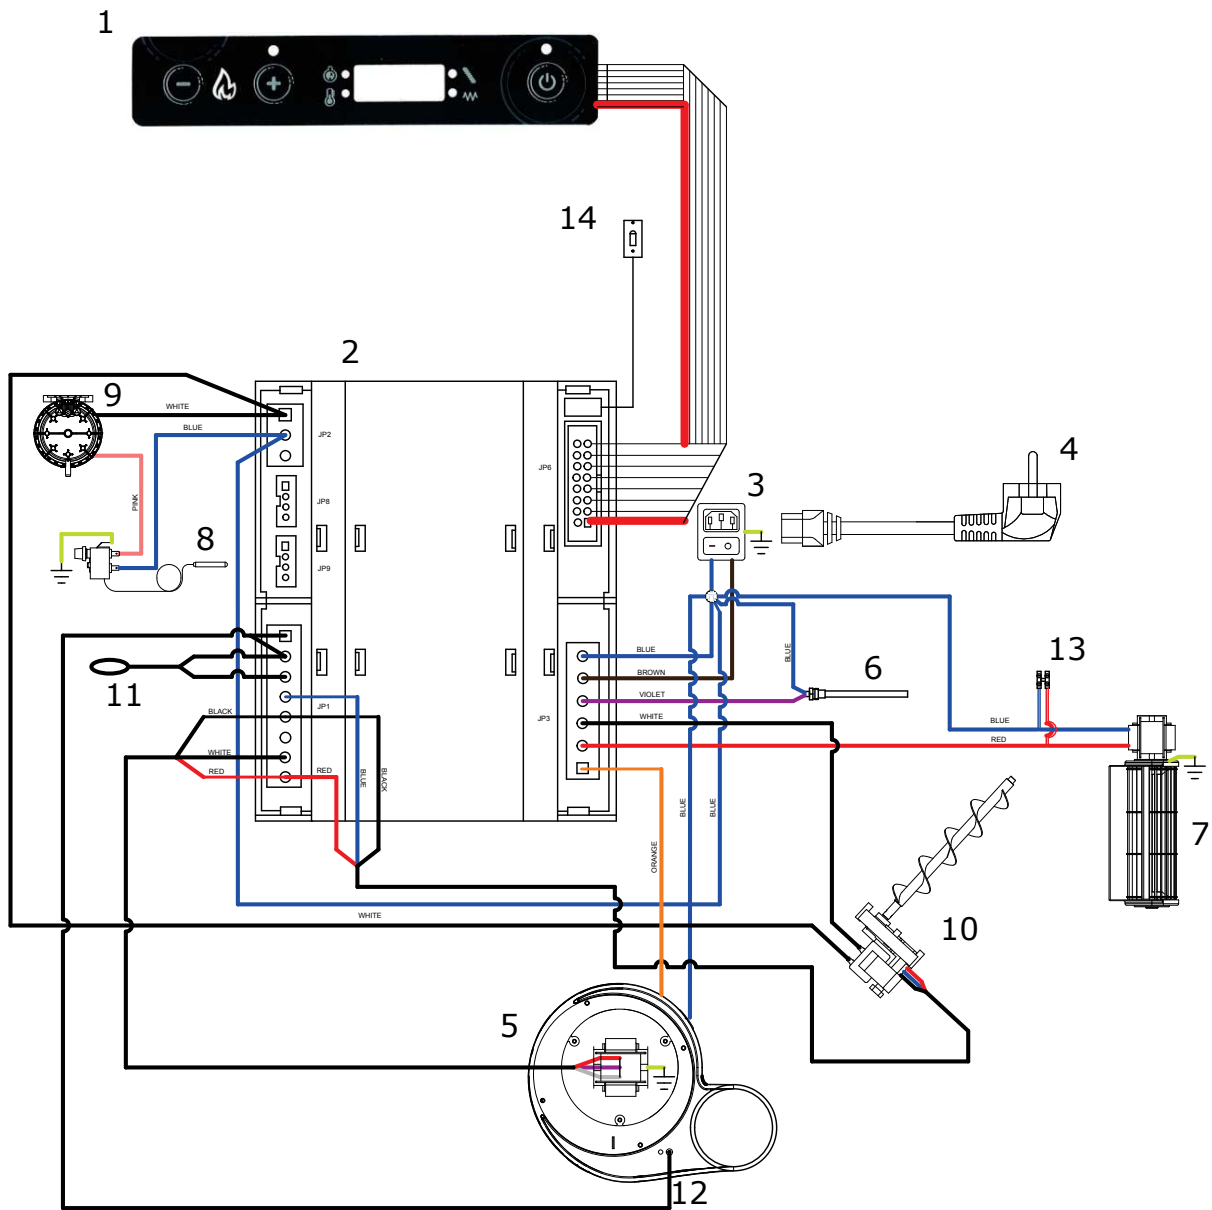 1
14
2
9
WHITE
BLUE
JP2
PINK
8
JP8
JP9
JP6
3
4
11
BLACK
JP1
WHITE
RED
RED
BLUE
BLACK
BLUE
BROWN
VIOLET
WHITE
JP3
BLUE
6
13
BLUE
RED
7
BLUE
BLUE
ORANGE
WHITE
10
5
12